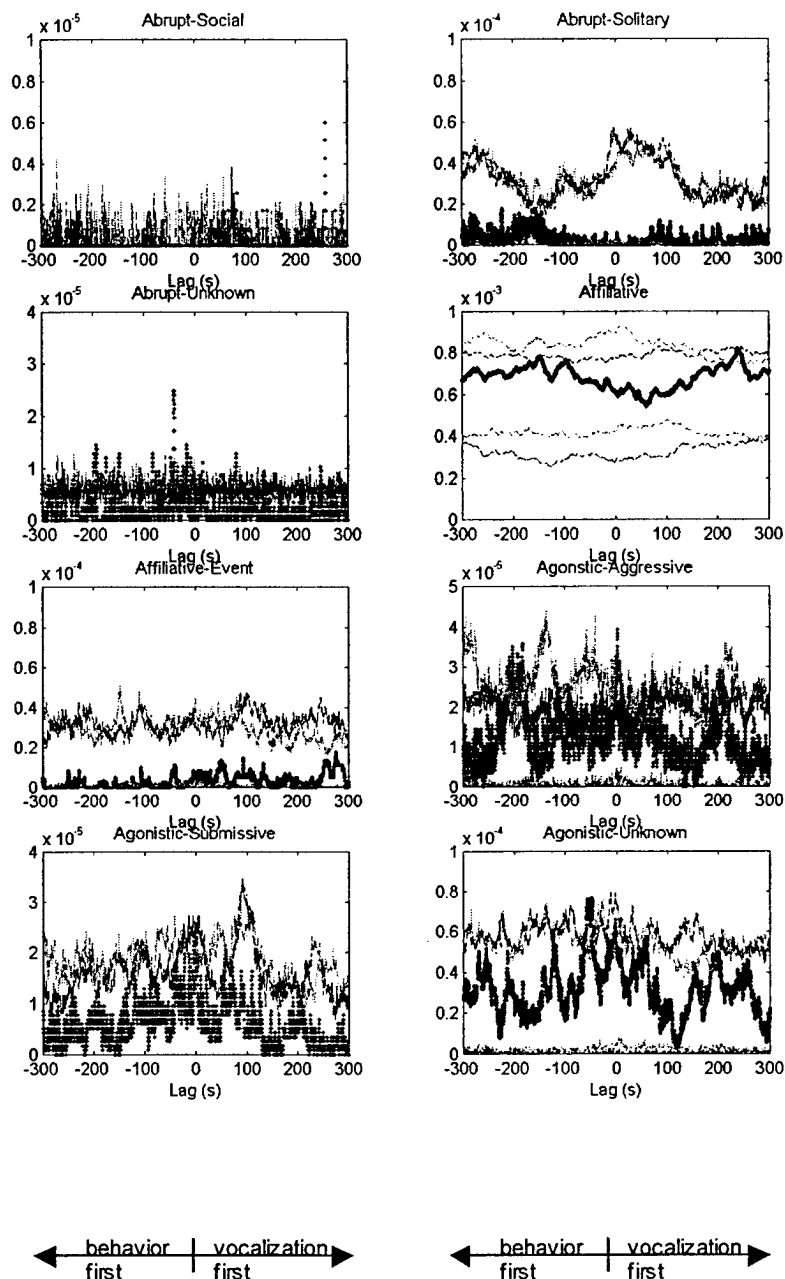 Abrupt-Social
x 10-5
1
0.8
0.6
0.4
0.2
0
-300 -200 -100 0 100 200 300
Lag (s)
Abrupt-Solitary
x 10-4
1
0.8
0.6
0.4
0.2
0
-300 -200 -100 0 100 200 300
Lag (s)
Abrupt-Unknown
x 10-5
4
3
2
1
0
-300 -200 -100 0 100 200 300
Lag (s)
Affiliative
x 10-3
1
0.8
0.6
0.4
0.2
0
-300 -200 -100 0 100 200 300
Lag (s)
Affiliative-Event
x 10-4
1
0.8
0.6
0.4
0.2
0
-300 -200 -100 0 100 200 300
Lag (s)
Agonstic-Aggressive
x 10-5
5
4
3
2
1
0
-300 -200 -100 0 100 200 300
Lag (s)
Agonistic-Submissive
x 10-5
4
3
2
1
0
-300 -200 -100 0 100 200 300
Lag (s)
Agonistic-Unknown
x 10-4
1
0.8
0.6
0.4
0.2
0
-300 -200 -100 0 100 200 300
Lag (s)
behavior first
vocalization first
behavior first
vocalization first